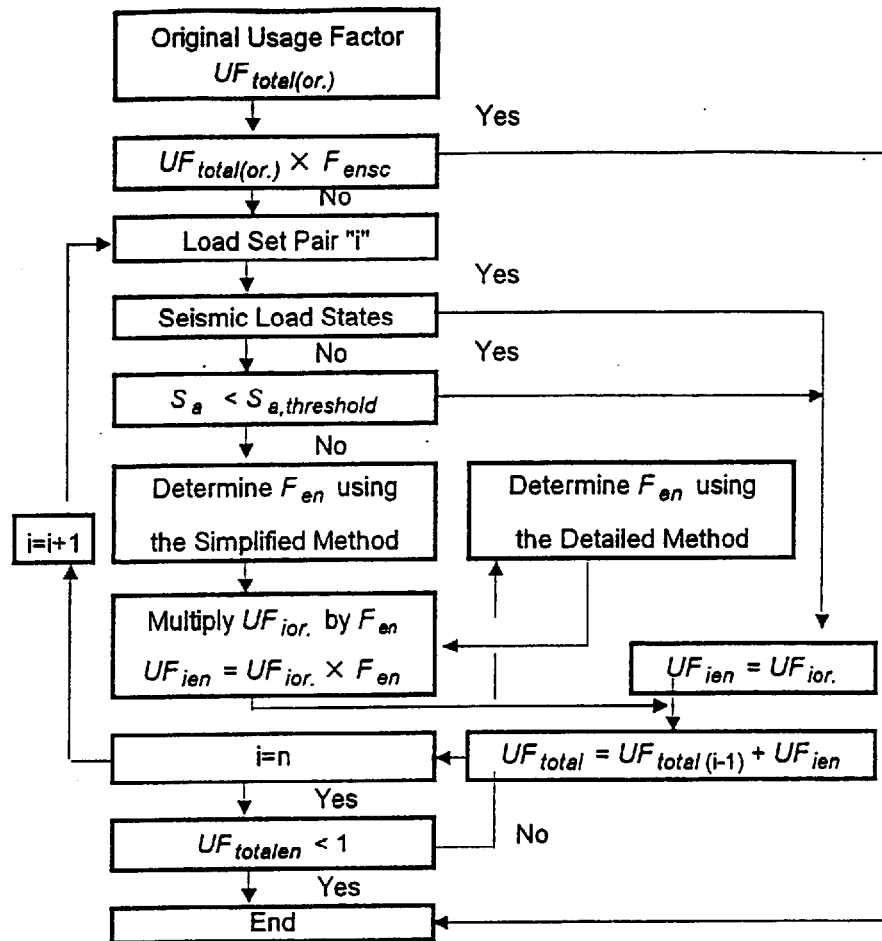 Original Usage Factor
UF total(or.)
Yes
UF total(or.) × F ensc
No
Load Set Pair "i"
Yes
Seismic Load States
No
Yes
S a < S a,threshold
No
Determine F en using
the Simplified Method
Determine F en using
the Detailed Method
i=i+1
Multiply UF ior. by F en
UF ien = UF ior. × F en
UF ien = UF ior.
i=n
UF total = UF total (i-1) + UF ien
Yes
UF totalen < 1
No
Yes
End